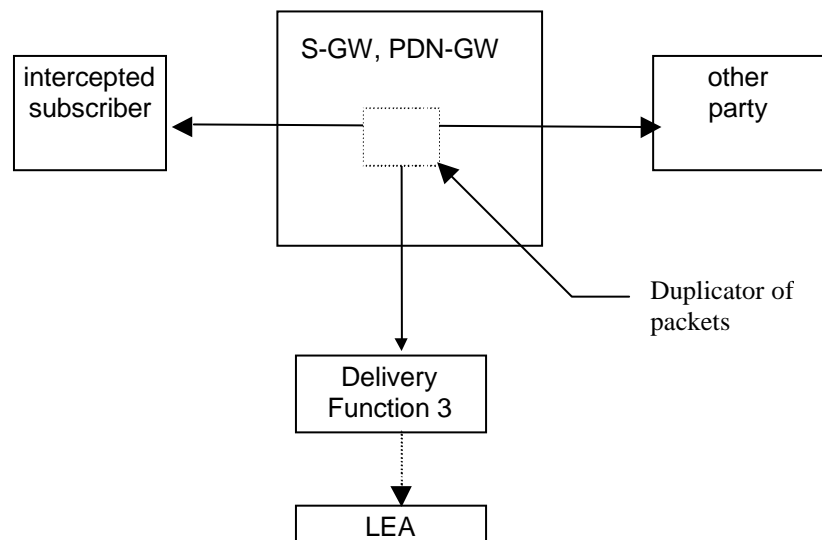 S-GW, PDN-GW
intercepted
subscriber
other
party
Duplicator of
packets
Delivery
Function 3
LEA